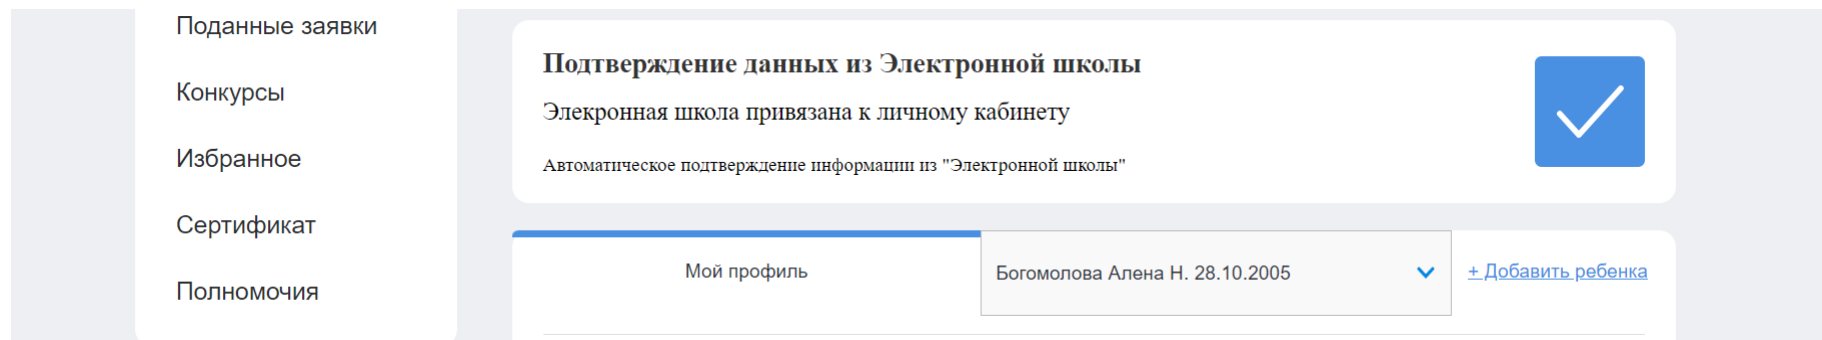 Поданные заявки
Конкурсы
Избранное
Сертификат
Полномочия
Подтверждение данных из Электронной школы
Элекронная школа привязана к личному кабинету
Автоматическое подтверждение информации из "Электронной школы"
Мой профиль
Богомолова Алена Н. 28.10.2005
+ Добавить ребенка